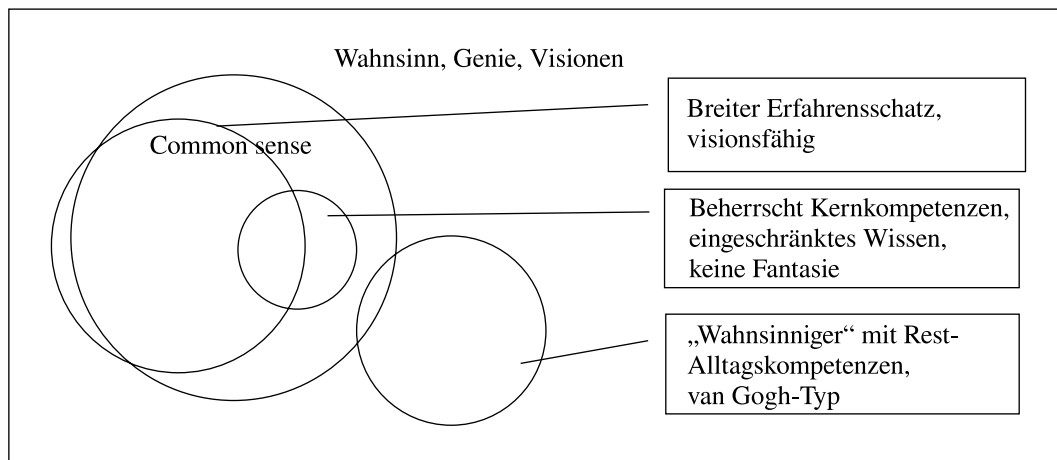 Wahnsinn, Genie, Visionen
Common sense
Breiter Erfahrensschatz,
visionsfähig
Beherrscht Kernkompetenzen,
eingeschränktes Wissen,
keine Fantasie
„Wahnsinniger“ mit Rest-
Alltagskompetenzen,
van Gogh-Typ